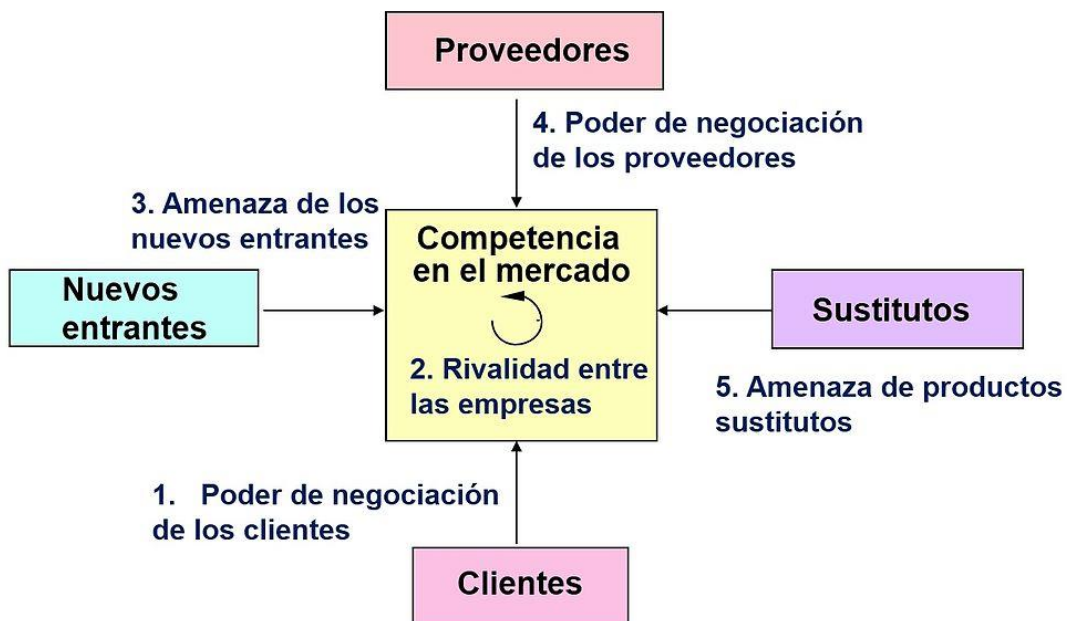 Proveedores
4. Poder de negociación
de los proveedores
3. Amenaza de los
nuevos entrantes
Competencia
en el mercado
Nuevos
entrantes
Sustitutos
2. Rivalidad entre
las empresas
5. Amenaza de productos
sustitutos
1. Poder de negociación
de los clientes
Clientes